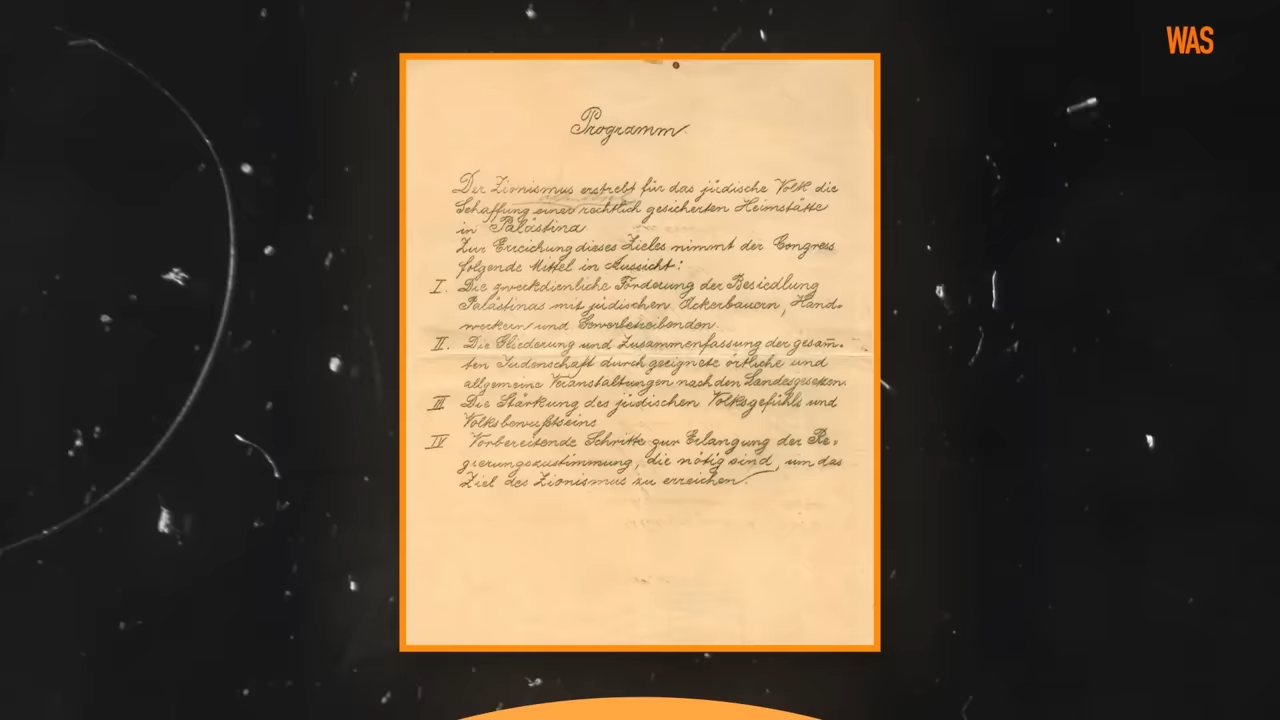 WAS
Programm
Der Zionismus erstrebt für das jüdische Volk die
Schaffung einer rechtlich gesicherten Heimstätte
in Palästina
Zur Erreichung dieses Zieles nimmt der Congress
folgende Mittel in Aussicht:
I. Die zweckdienliche Förderung der Besiedlung
Palästinas mit jüdischen Ackerbauern, Hand-
werkern und Gewerbetreibenden.
II. Die Gliederung und Zusammenfassung der gesam̄-
ten Judenschaft durch geeignete örtliche und
allgemeine Veranstaltungen nach den Landesgesetzen.
III Die Stärkung des jüdischen Volksgefühls und
Volksbewußtseins
IV Vorbereitende Schritte zur Erlangung der Re-
gierungszustimmung, die nötig sind, um das
Ziel des Zionismus zu erreichen.